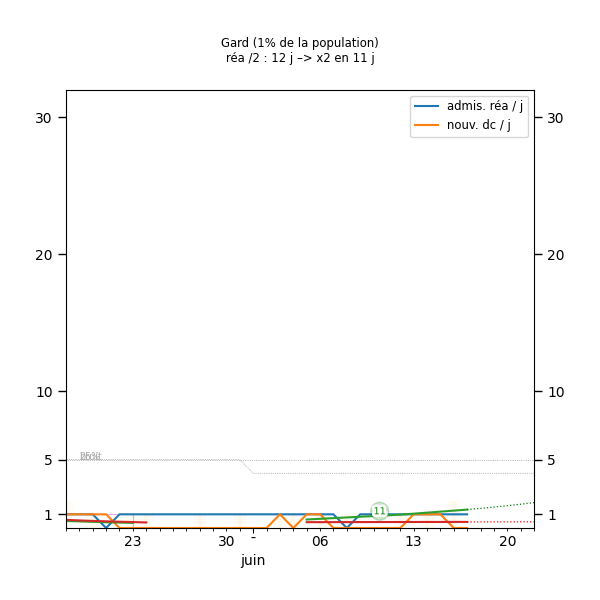 Gard (1% de la population)
réa /2 : 12 j –> x2 en 11 j
admis. réa / j
nouv. dc / j
30 30
20 20
10 10
5 5
1 1
11
23 30 06 13 20
juin